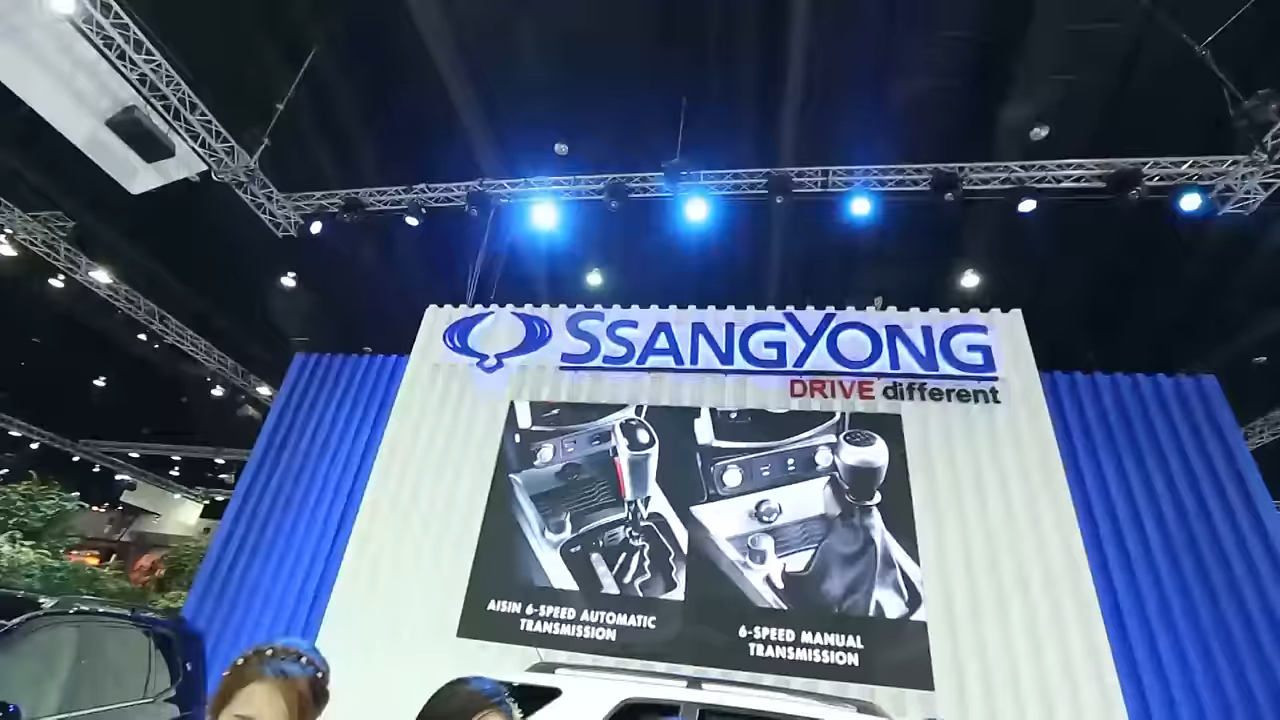 SSANGYONG
DRIVE different
AISIN 6-SPEED AUTOMATIC
TRANSMISSION
6-SPEED MANUAL
TRANSMISSION